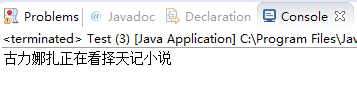 Problems @ Javadoc Declaration Console
<terminated> Test (3) [Java Application] C:\Program Files\Jav
古力娜扎正在看择天记小说